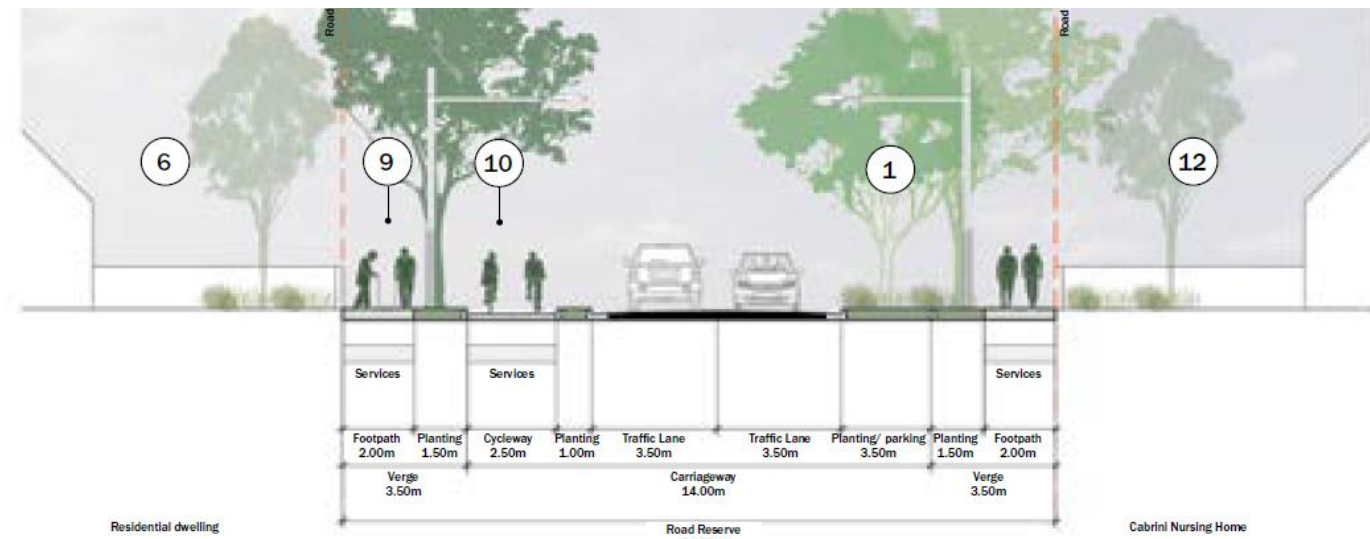 Road
Road
6
9
10
1
12
Services
Services
Services
Footpath
2.00m
Planting
1.50m
Cycleway
2.50m
Planting
1.00m
Traffic Lane
3.50m
Traffic Lane
3.50m
Planting/ parking
3.50m
Planting
1.50m
Footpath
2.00m
Verge
3.50m
Carriageway
14.00m
Verge
3.50m
Residential dwelling
Road Reserve
Cabrini Nursing Home